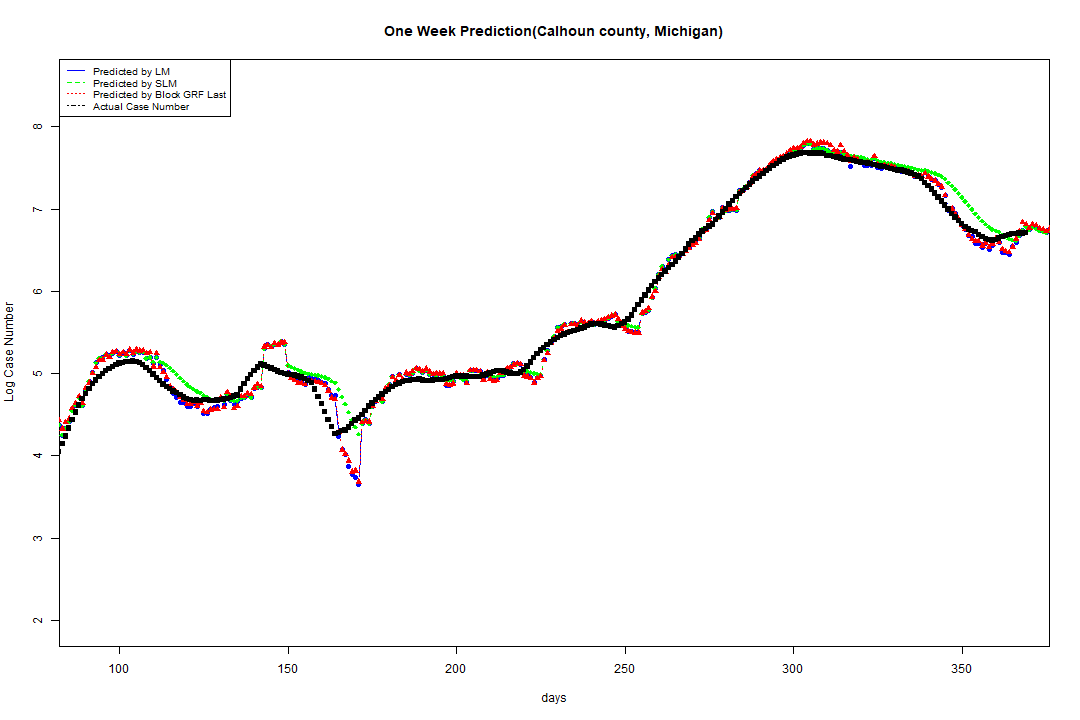 One Week Prediction(Calhoun county, Michigan)
Predicted by LM
Predicted by SLM
Predicted by Block GRF Last
Actual Case Number
8
7
6
5
4
3
2
Log Case Number
100 150 200 250 300 350
days